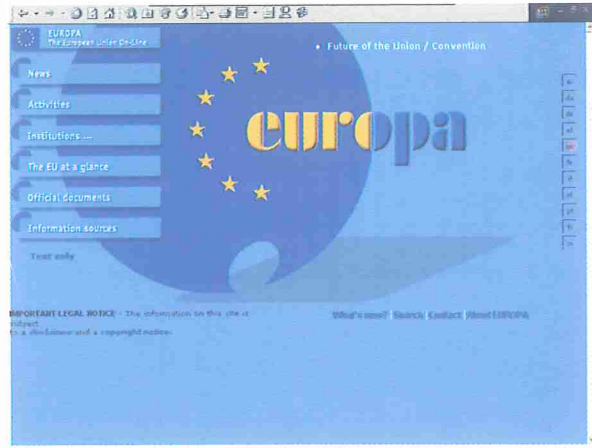 EUROPA
The European Union On-Line
• Future of the Union / Convention
News
Activities
Institutions ...
The EU at a glance
Official documents
Information sources
Text only
europa
IMPORTANT LEGAL NOTICE - The information on this site is
subject
to a disclaimer and a copyright notice.
What's new? Search Contact About EUROPA